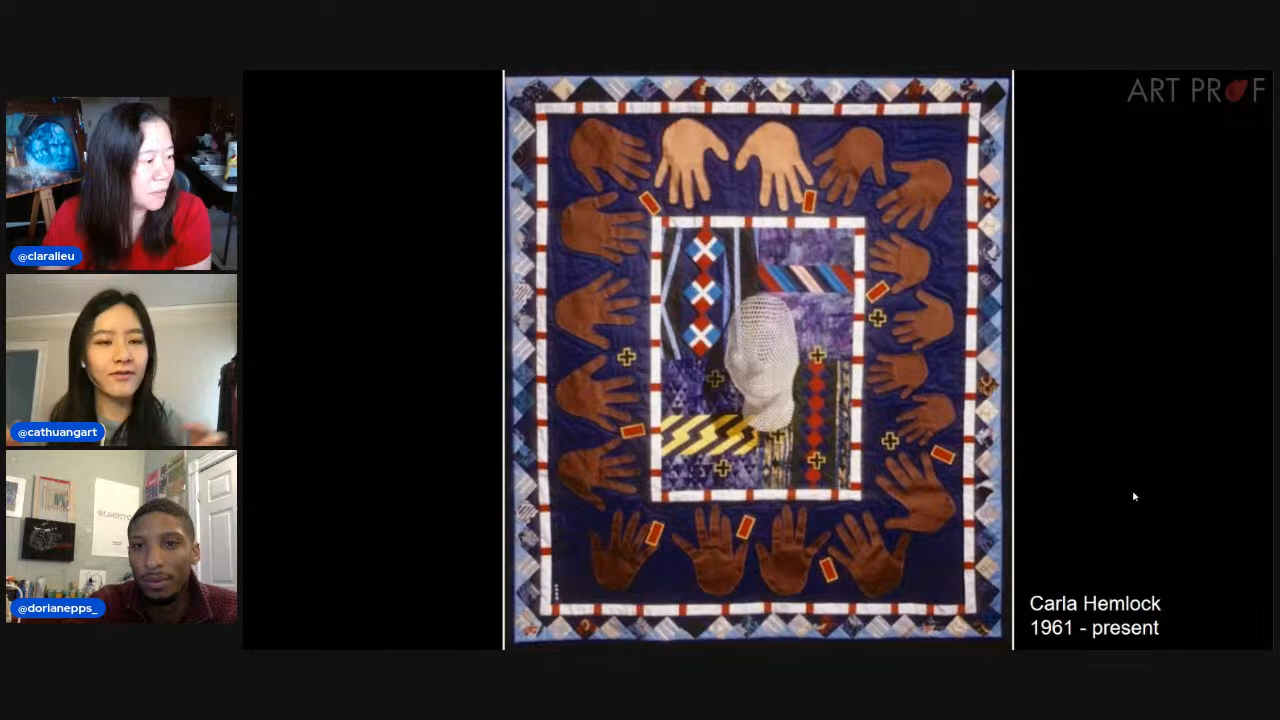 ART PROF
@claralieu
@cathuangart
@dorianepps_
Carla Hemlock
1961 - present